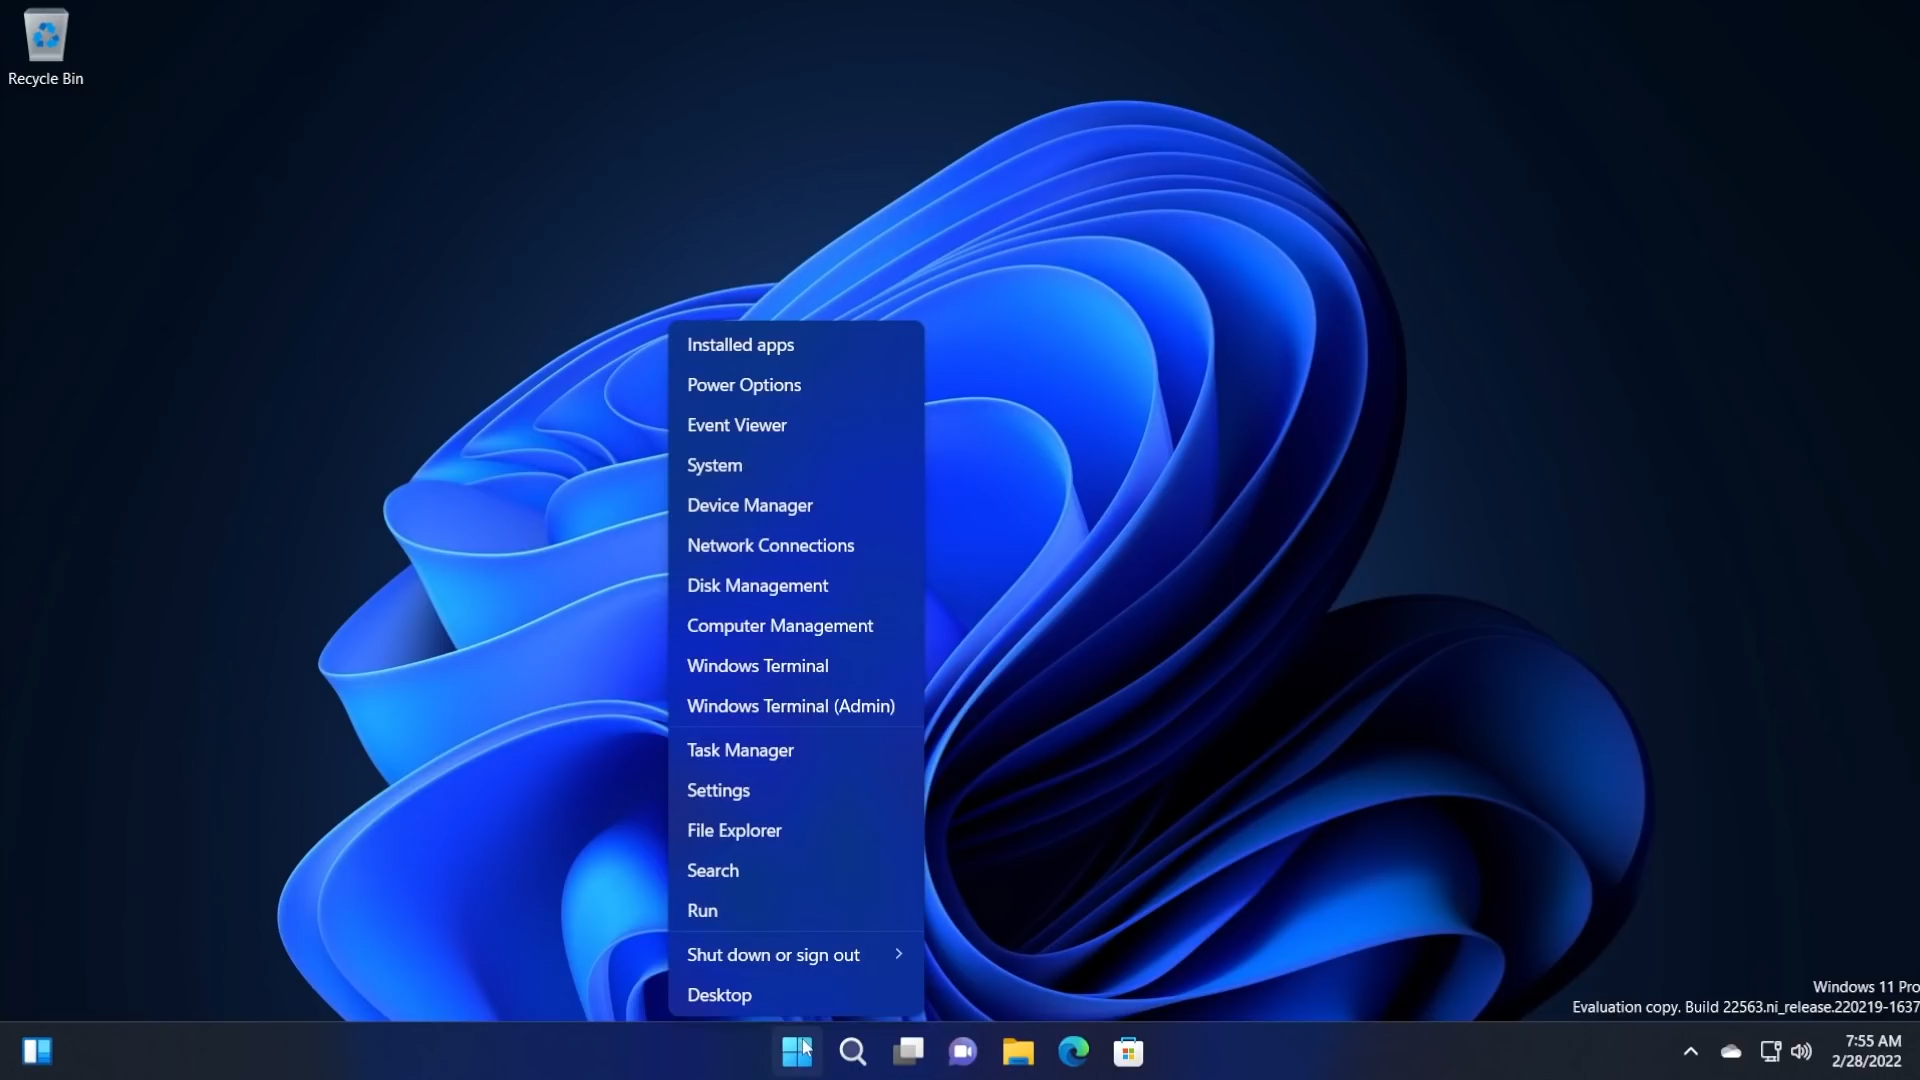 Recycle Bin
Installed apps
Power Options
Event Viewer
System
Device Manager
Network Connections
Disk Management
Computer Management
Windows Terminal
Windows Terminal (Admin)
Task Manager
Settings
File Explorer
Search
Run
Shut down or sign out
Desktop
Windows 11 Pro
Evaluation copy. Build 22563.ni_release.220219-1637
7:55 AM
2/28/2022